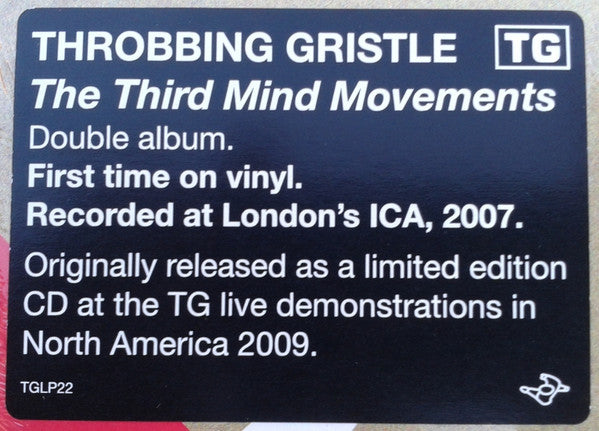 THROBBING GRISTLE TG
The Third Mind Movements
Double album.
First time on vinyl.
Recorded at London's ICA, 2007.
Originally released as a limited edition
CD at the TG live demonstrations in
North America 2009.
TGLP22